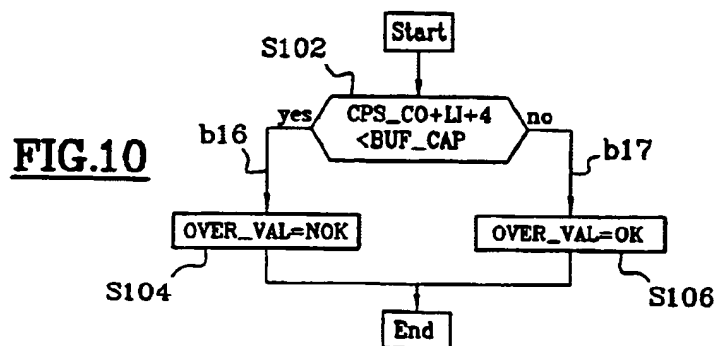 Start
S102
CPS_CO+LI+4
<BUF_CAP
yes
no
b16
b17
FIG.10
OVER_VAL=NOK
OVER_VAL=OK
S104
S106
End